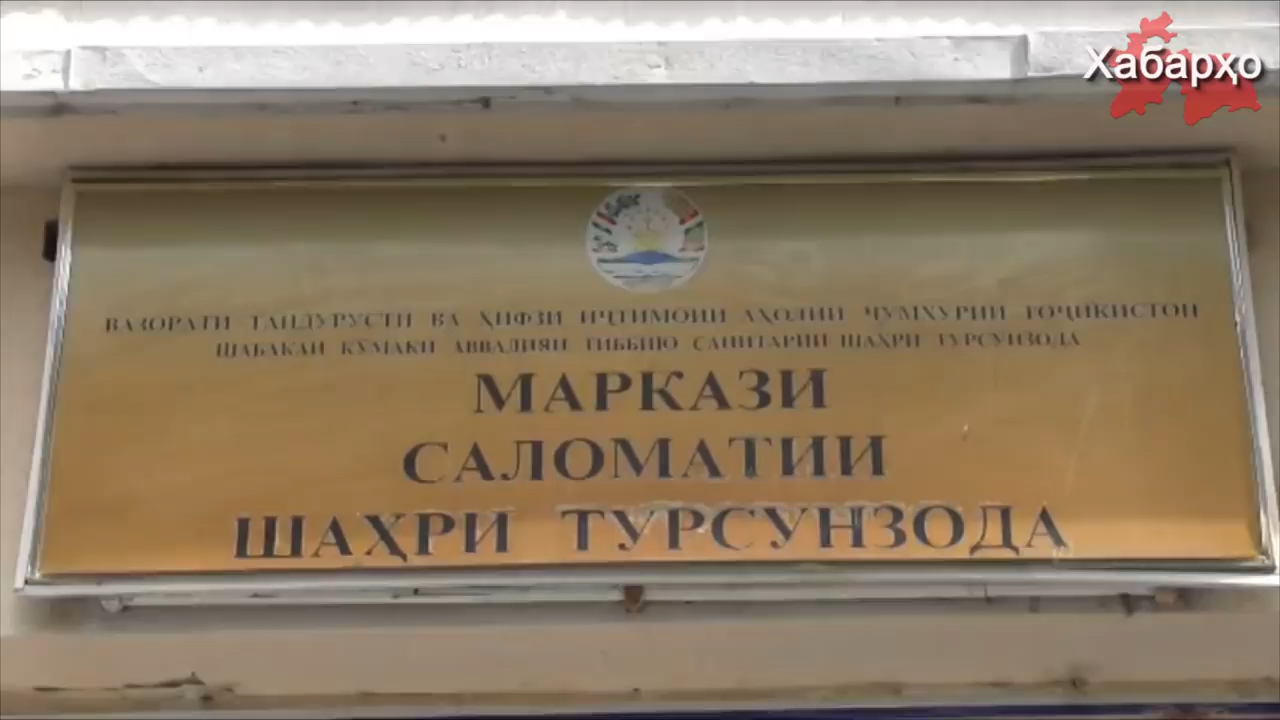 Хабарҳо
ВАЗОРАТИ ТАНДУРУСТИ ВА ҲИФЗИ ИҶТИМОИИ АҲОЛИИ ҶУМҲУРИИ ТОҶИКИСТОН
ШАБАКАИ КУМАКИ АВВАЛИЯИ ТИББИЮ САНИТАРИИ ШАҲРИ ТУРСУНЗОДА
МАРКАЗИ
САЛОМАТИИ
ШАҲРИ ТУРСУНЗОДА